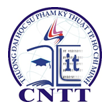 TRƯỜNG ĐẠI HỌC SƯ PHẠM KỸ THUẬT TP. HỒ CHÍ MINH
it
CNTT